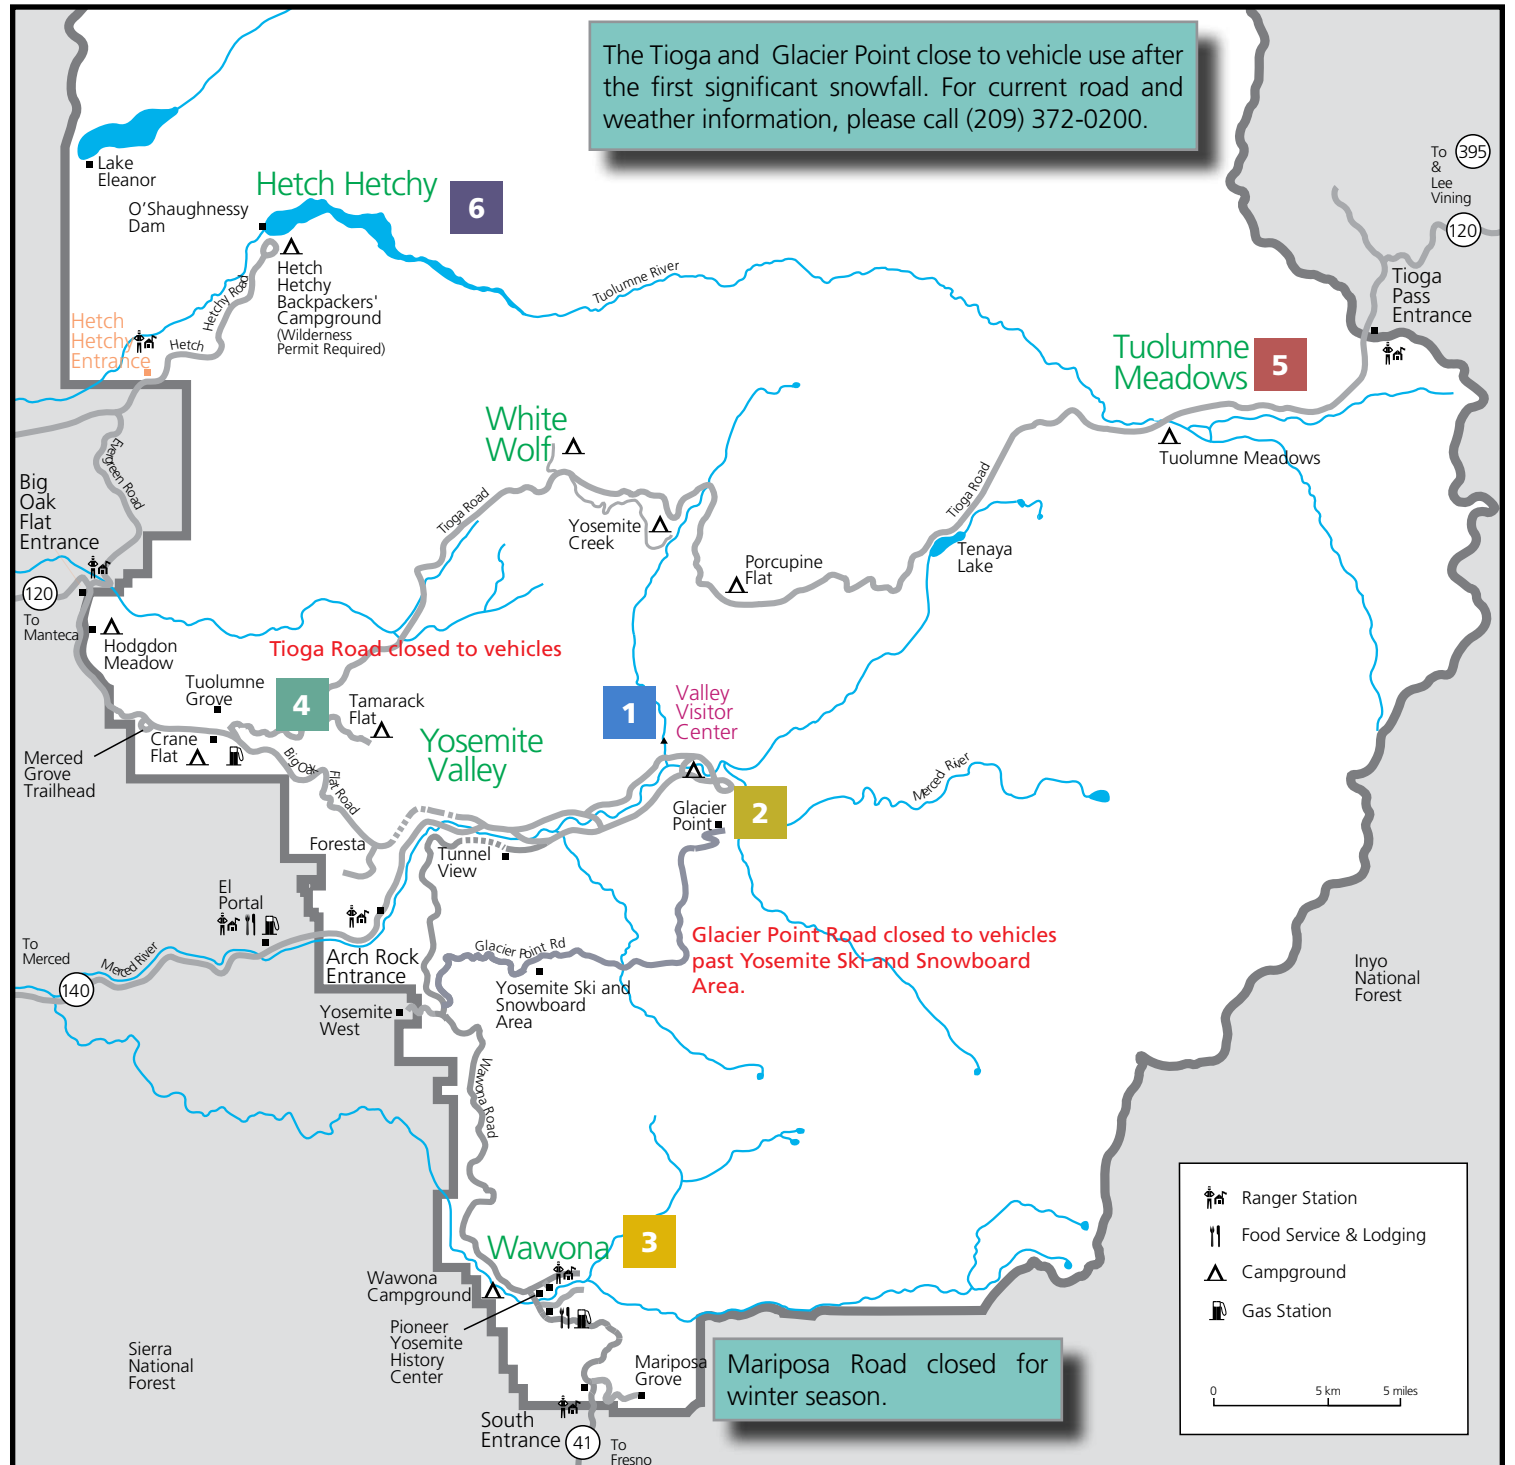 The Tioga and Glacier Point close to vehicle use after
the first significant snowfall. For current road and
weather information, please call (209) 372-0200.
To
&
Lee
Vining
395
120
Lake
Eleanor
Hetch Hetchy
6
O'Shaughnessy
Dam
Hetch
Hetchy
Backpackers'
Campground
(Wilderness
Permit Required)
Hetch
Hetchy Road
Hetch
Hetchy
Entrance
Tuolumne River
Tioga
Pass
Entrance
Tuolumne
Meadows
5
Tuolumne Meadows
White
Wolf
Evergreen Road
Big
Oak
Flat
Entrance
Tioga Road
Yosemite
Creek
Tioga Road
Tenaya
Lake
Porcupine
Flat
120
To
Manteca
Hodgdon
Meadow
Tioga Road closed to vehicles
Tuolumne
Grove
4
Tamarack
Flat
1
Valley
Visitor
Center
Yosemite
Valley
Crane
Flat
Merced
Grove
Trailhead
Big Oak
Flat Road
Merced River
Glacier
Point
2
Foresta
Tunnel
View
El
Portal
To
Merced
Merced River
140
Arch Rock
Entrance
Glacier Point Rd
Glacier Point Road closed to vehicles
past Yosemite Ski and Snowboard
Area.
Yosemite Ski and
Snowboard
Area
Yosemite
West
Inyo
National
Forest
Wawona Road
Wawona
3
Wawona
Campground
Pioneer
Yosemite
History
Center
Sierra
National
Forest
Mariposa
Grove
Mariposa Road closed for
winter season.
South
Entrance
41
To
Fresno
Ranger Station
Food Service & Lodging
Campground
Gas Station
0
5 km
5 miles